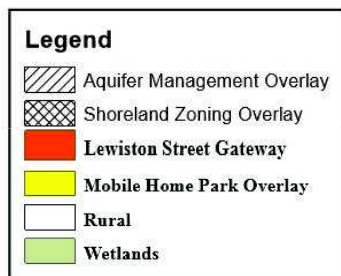 Legend
Aquifer Management Overlay
Shoreland Zoning Overlay
Lewiston Street Gateway
Mobile Home Park Overlay
Rural
Wetlands